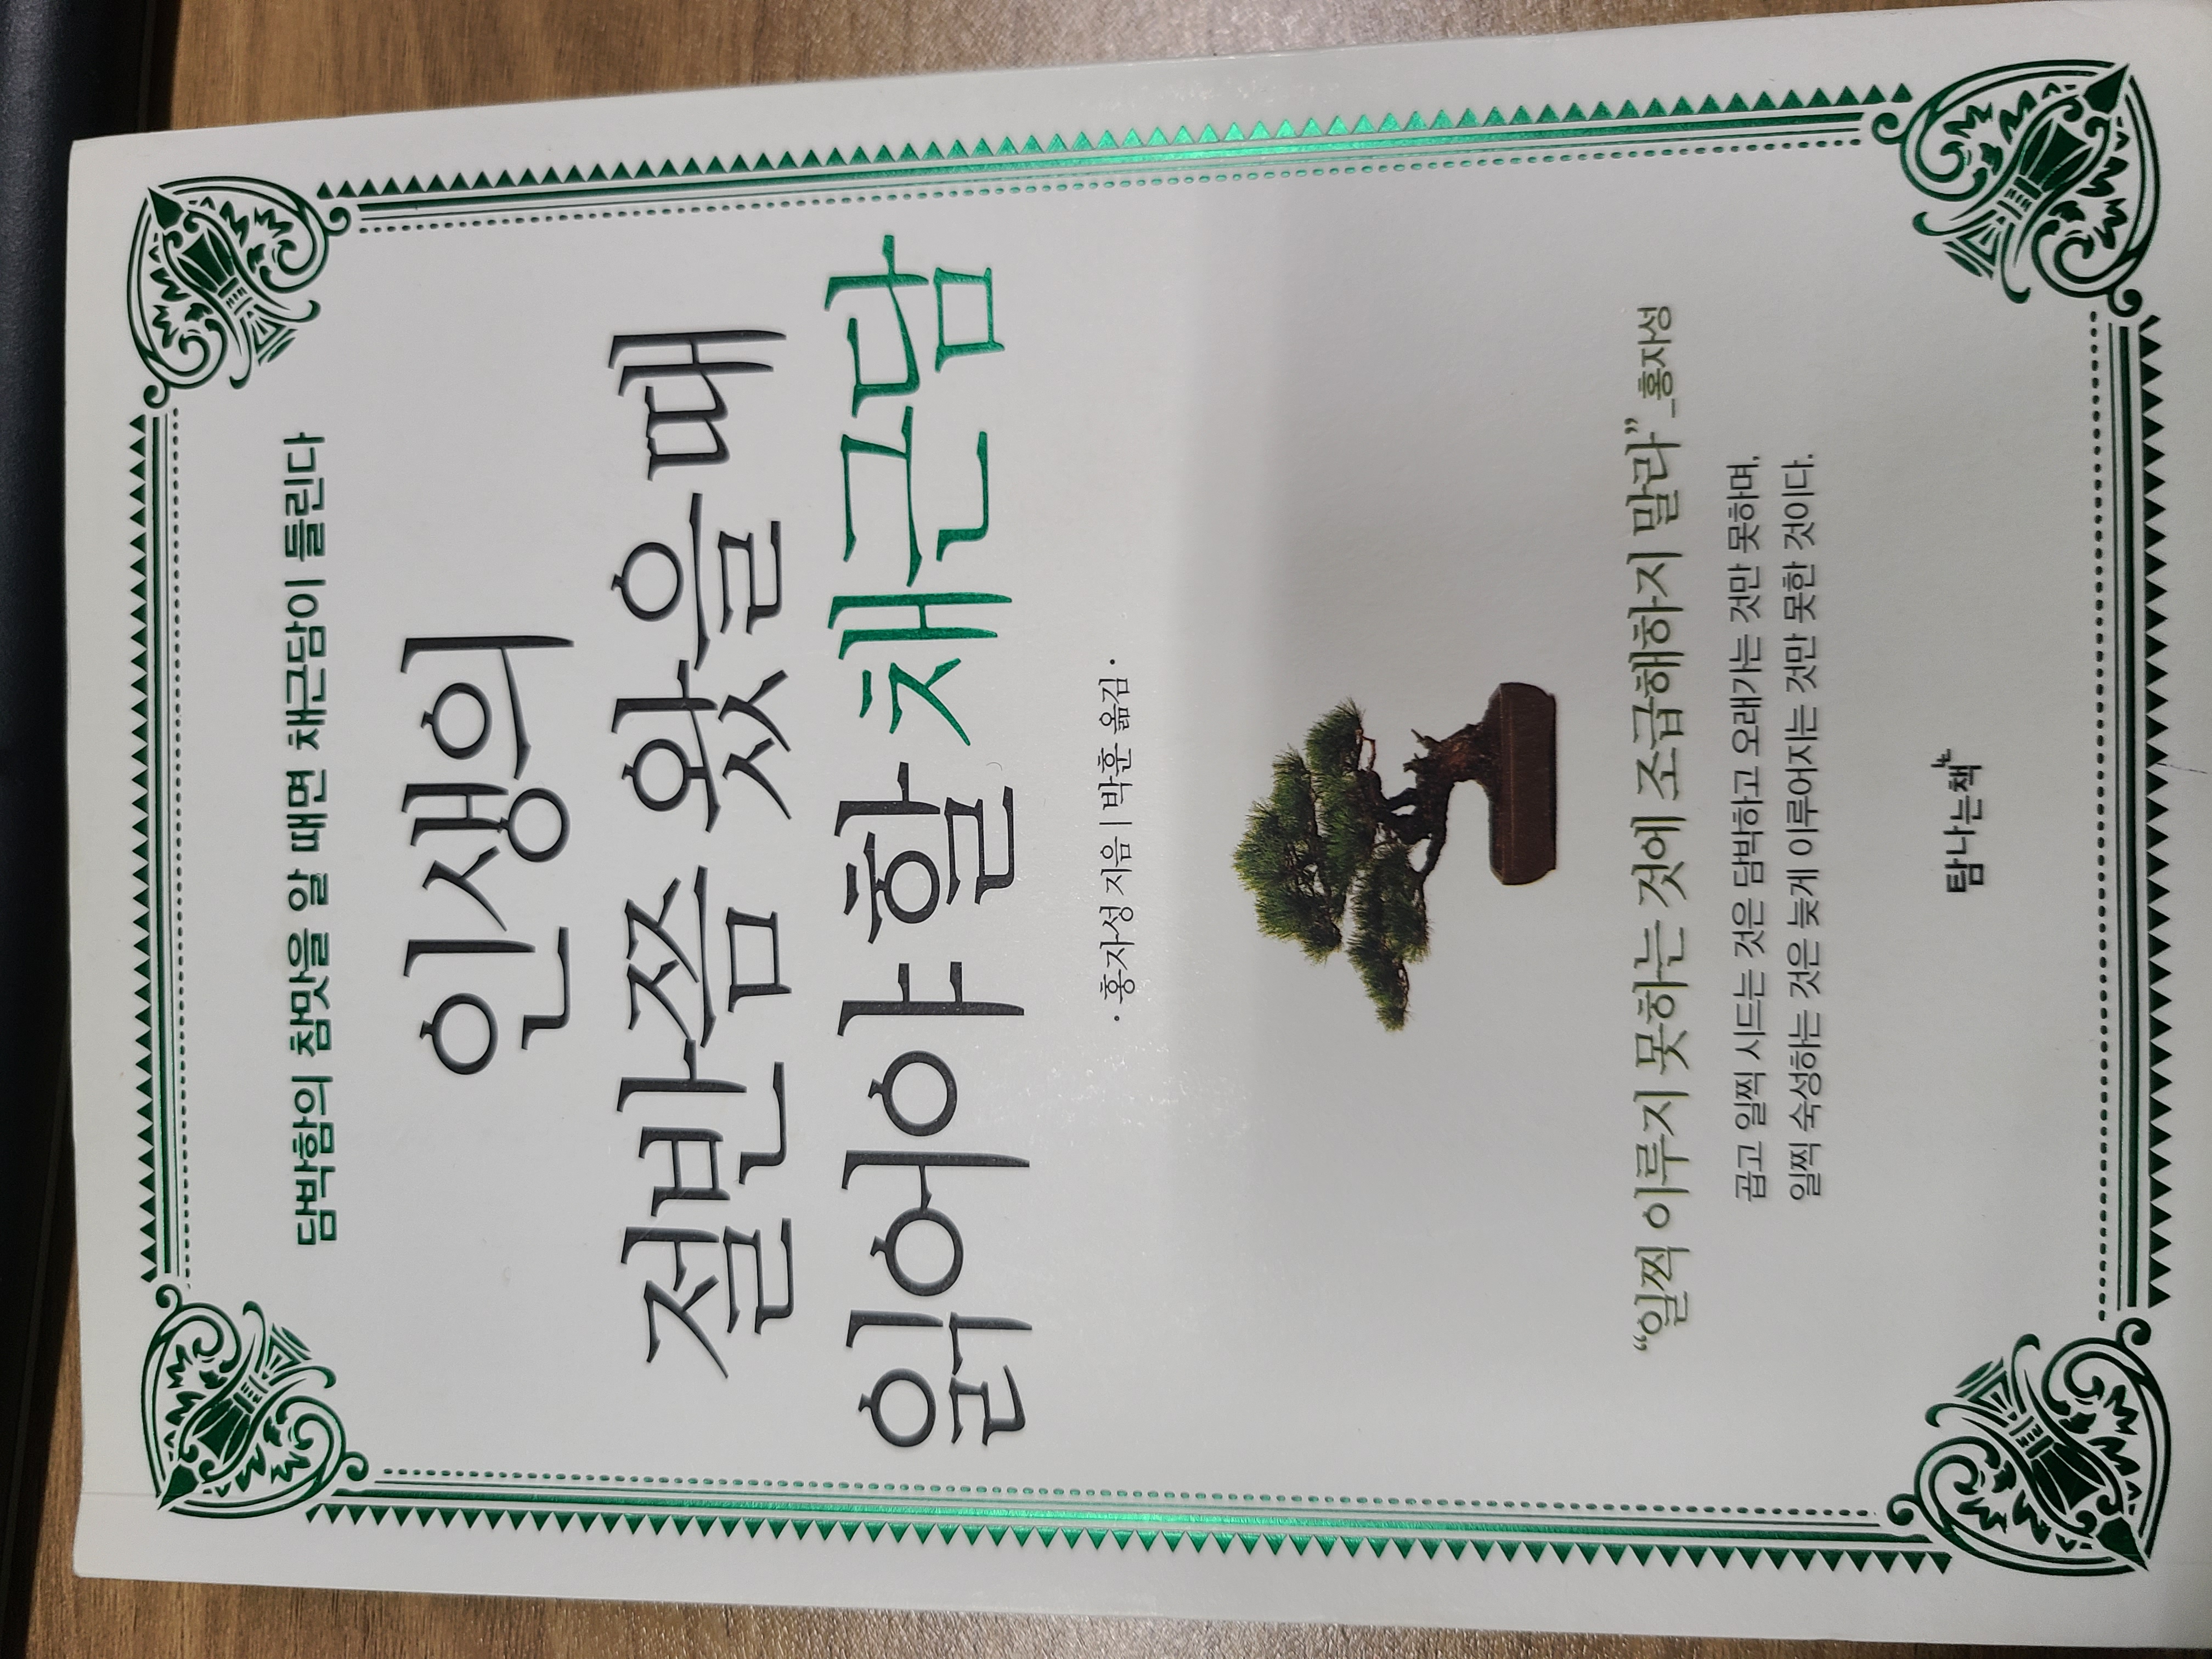 담박함의 참맛을 알 때면 채근담이 들린다
인생의
절반쯤 왔을 때
읽어야 할 채근담
· 홍자성 지음 | 박훈 옮김 ·
“일찍 이루지 못하는 것에 조급해하지 말라”_홍자성
곱고 일찍 시드는 것은 담박하고 오래가는 것만 못하며,
일찍 숙성하는 것은 늦게 이루어지는 것만 못한 것이다.
탐나는책